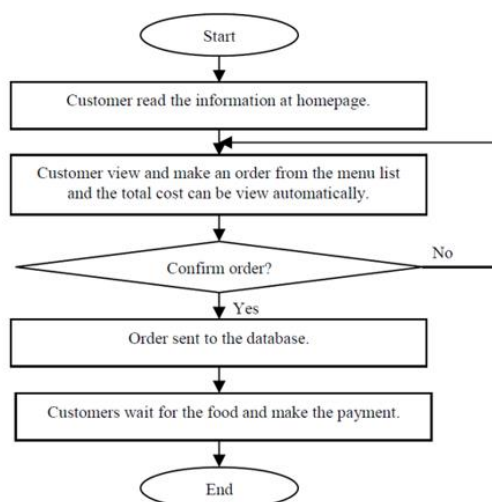 Start
Customer read the information at homepage.
Customer view and make an order from the menu list
and the total cost can be view automatically.
Confirm order?
No
Yes
Order sent to the database.
Customers wait for the food and make the payment.
End